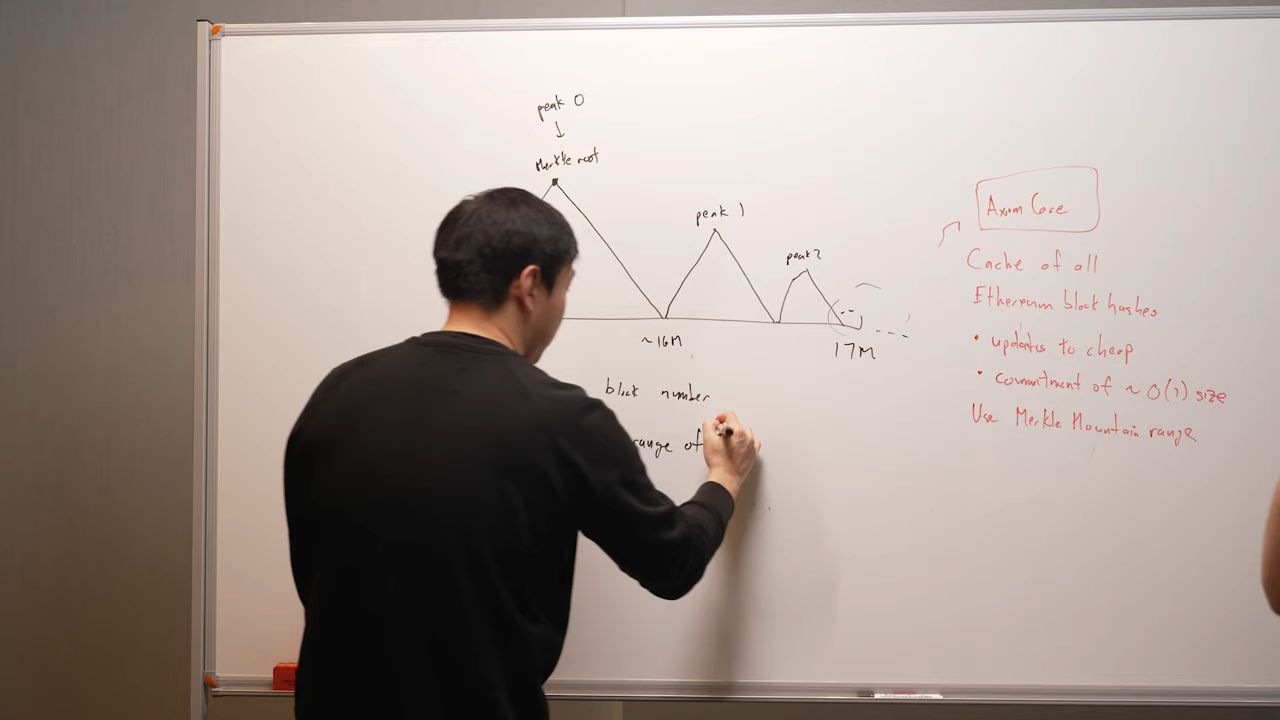 peak 0
Merkle root
peak 1
peak 2
~16M
17M
block number
range of
Axiom Core
Cache of all
Ethereum block hashes
• updates to cheap
• commitment of ~ O(1) size
Use Merkle Mountain range